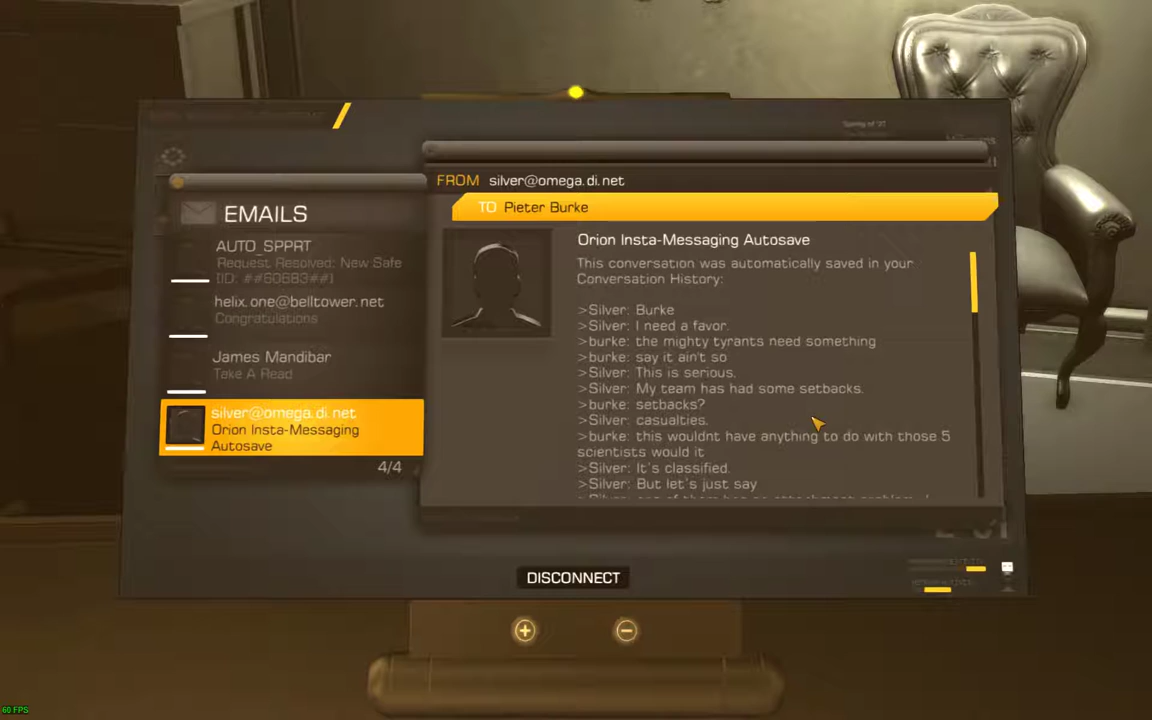 FROM silver@omega.di.net
TO Pieter Burke
EMAILS
AUTO_SPPRT
Request Resolved: New Safe
[ID: ##606B3##]
helix.one@belltower.net
Congratulations
James Mandibar
Take A Read
silver@omega.di.net
Orion Insta-Messaging
Autosave
4/4
Orion Insta-Messaging Autosave
This conversation was automatically saved in your
Conversation History:
>Silver: Burke
>Silver: I need a favor.
>burke: the mighty tyrants need something
>burke: say it ain't so
>Silver: This is serious.
>Silver: My team has had some setbacks.
>burke: setbacks?
>Silver: casualties.
>burke: this wouldnt have anything to do with those 5
scientists would it
>Silver: It's classified.
>Silver: But let's just say
DISCONNECT
60 FPS